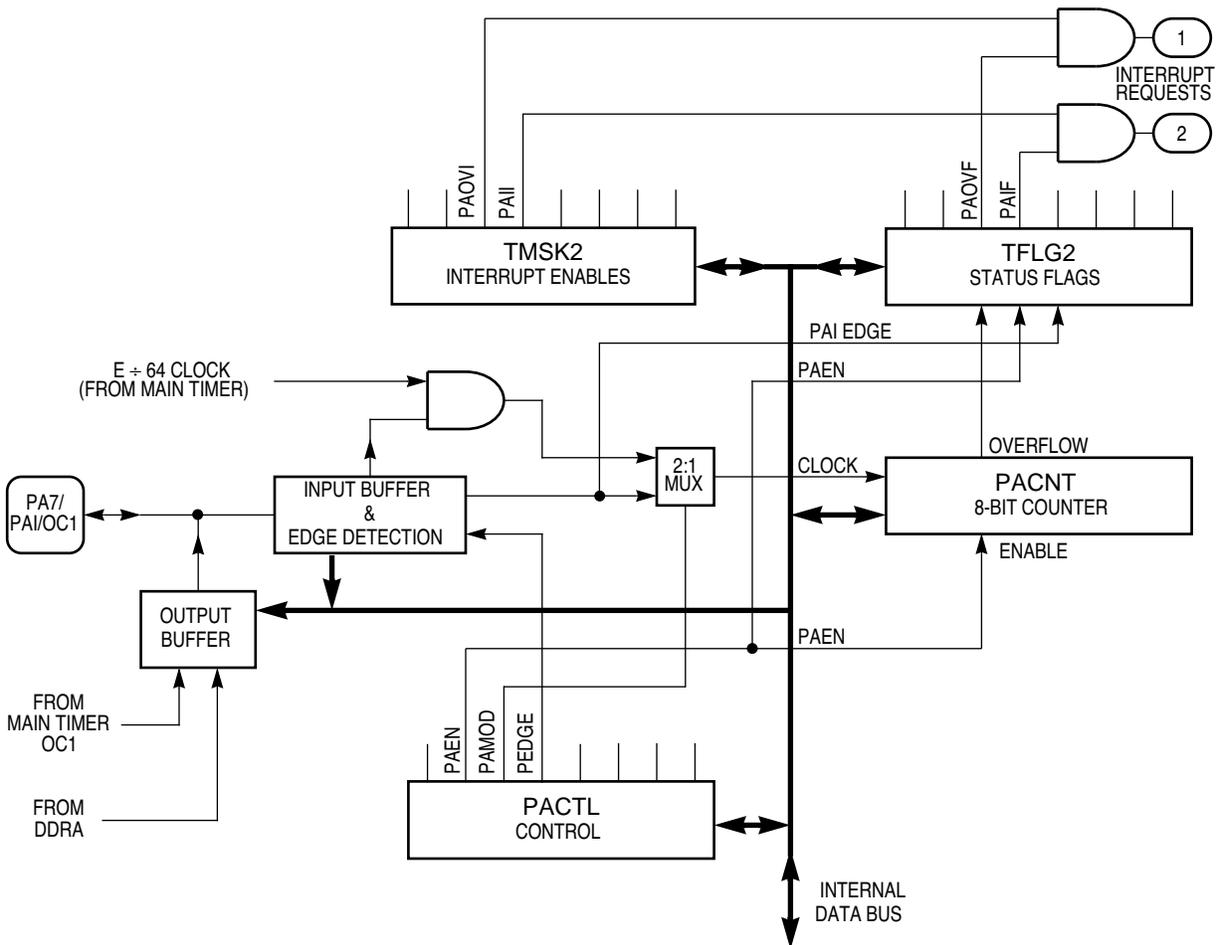 1
INTERRUPT
REQUESTS
2
PAOVI
PAII
PAOVF
PAIF
TMSK2
INTERRUPT ENABLES
TFLG2
STATUS FLAGS
PAI EDGE
E ÷ 64 CLOCK
(FROM MAIN TIMER)
PAEN
OVERFLOW
2:1
MUX
CLOCK
PACNT
8-BIT COUNTER
INPUT BUFFER
&
EDGE DETECTION
PA7/
PAI/OC1
ENABLE
OUTPUT
BUFFER
PAEN
FROM
MAIN TIMER
OC1
PAEN
PAMOD
PEDGE
FROM
DDRA
PACTL
CONTROL
INTERNAL
DATA BUS